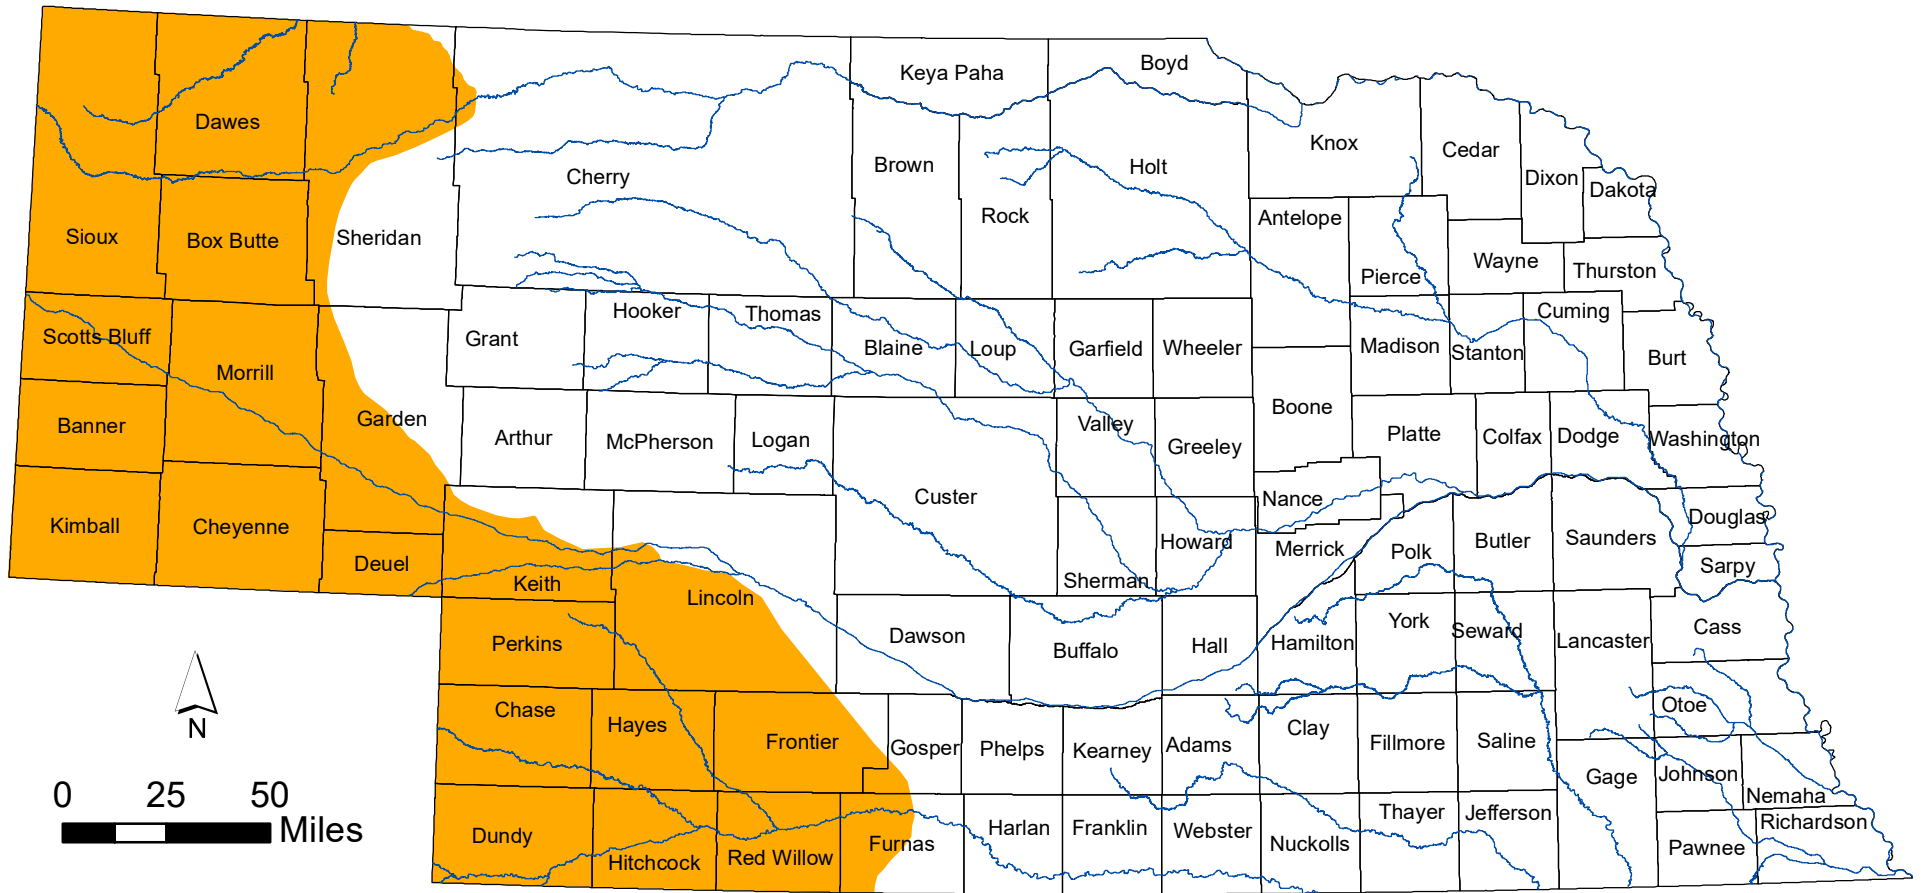 Keya Paha
Boyd
Dawes
Knox
Cedar
Cherry
Brown
Holt
Dixon
Dakota
Rock
Antelope
Sioux
Box Butte
Sheridan
Pierce
Wayne
Thurston
Scotts Bluff
Grant
Hooker
Thomas
Blaine
Loup
Garfield
Wheeler
Madison
Stanton
Cuming
Burt
Morrill
Banner
Garden
Arthur
McPherson
Logan
Valley
Greeley
Boone
Platte
Colfax
Dodge
Washington
Custer
Nance
Kimball
Cheyenne
Douglas
Deuel
Keith
Lincoln
Sherman
Howard
Merrick
Polk
Butler
Saunders
Sarpy
Perkins
Dawson
Buffalo
Hall
Hamilton
York
Seward
Lancaster
Cass
Chase
Hayes
Frontier
Gosper
Phelps
Kearney
Adams
Clay
Fillmore
Saline
Otoe
N
Gage
Johnson
Nemaha
0 25 50
Miles
Dundy
Hitchcock
Red Willow
Furnas
Harlan
Franklin
Webster
Nuckolls
Thayer
Jefferson
Pawnee
Richardson